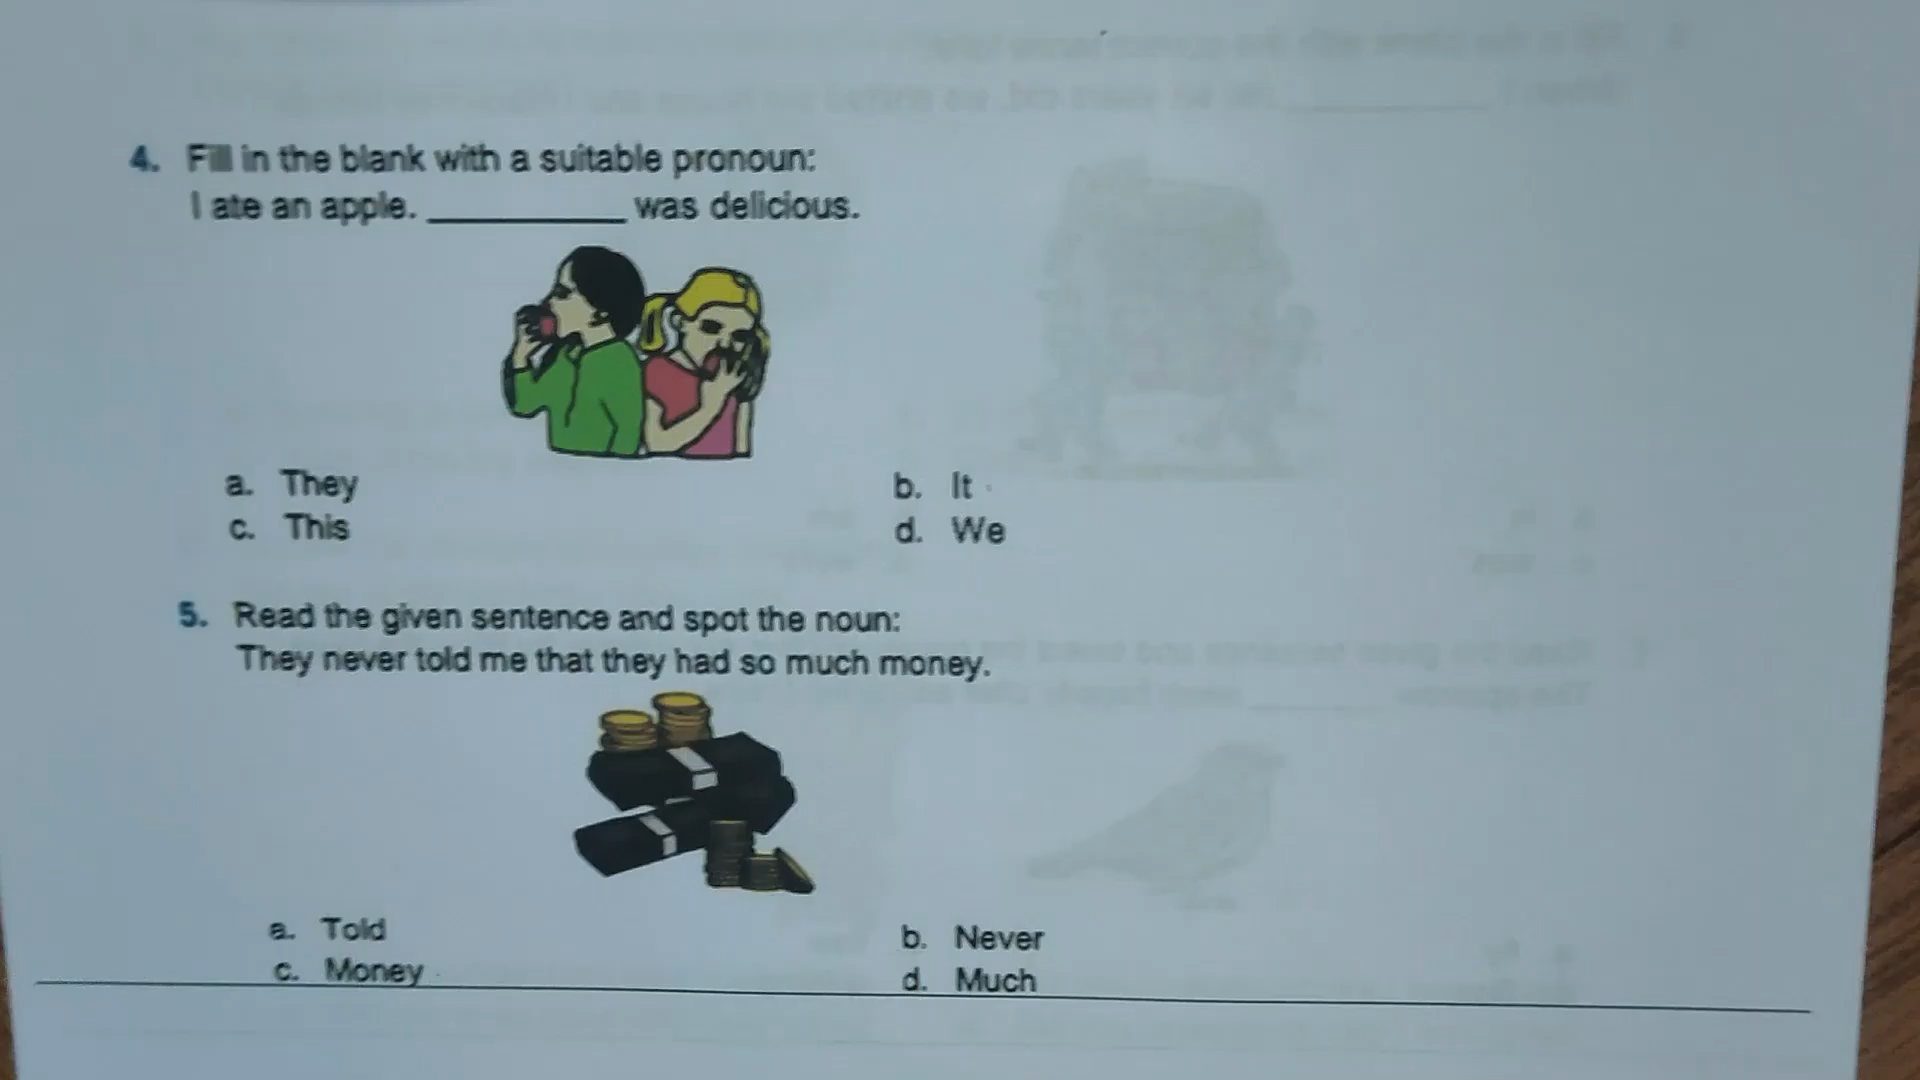 4. Fill in the blank with a suitable pronoun:
I ate an apple. __________ was delicious.
a. They
b. It
c. This
d. We
5. Read the given sentence and spot the noun:
They never told me that they had so much money.
a. Told
b. Never
c. Money
d. Much